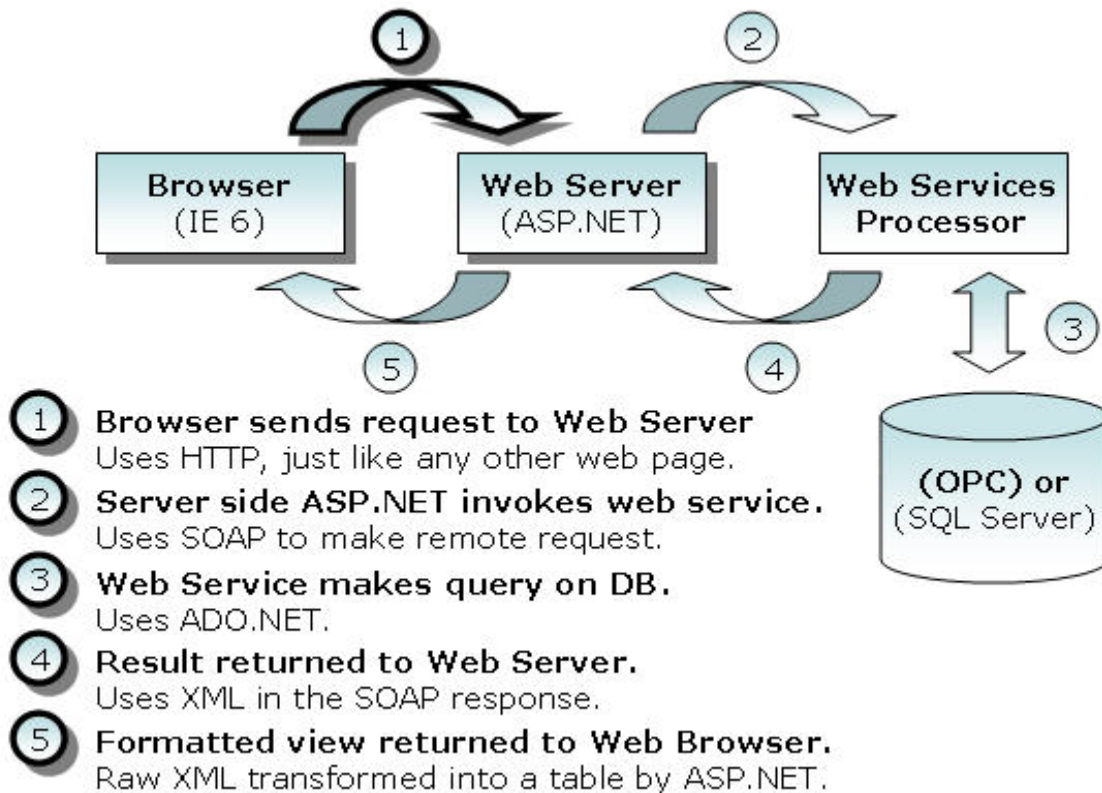 1
2
Browser
(IE 6)
Web Server
(ASP.NET)
Web Services
Processor
5
4
3
(OPC) or
(SQL Server)
1 Browser sends request to Web Server
Uses HTTP, just like any other web page.
2 Server side ASP.NET invokes web service.
Uses SOAP to make remote request.
3 Web Service makes query on DB.
Uses ADO.NET.
4 Result returned to Web Server.
Uses XML in the SOAP response.
5 Formatted view returned to Web Browser.
Raw XML transformed into a table by ASP.NET.